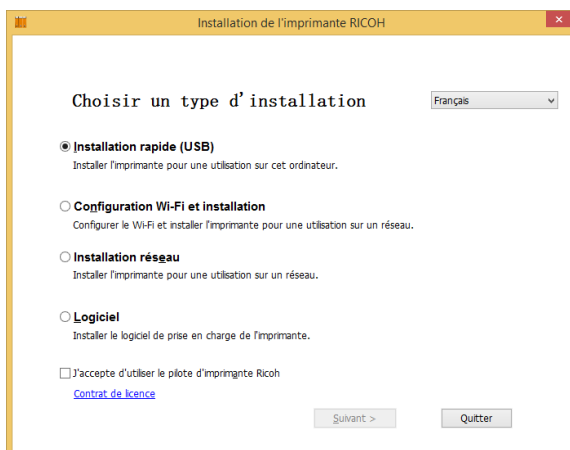 Installation de l'imprimante RICOH
Choisir un type d'installation
Français
Installation rapide (USB)
Installer l'imprimante pour une utilisation sur cet ordinateur.
Configuration Wi-Fi et installation
Configurer le Wi-Fi et installer l'imprimante pour une utilisation sur un réseau.
Installation réseau
Installer l'imprimante pour une utilisation sur un réseau.
Logiciel
Installer le logiciel de prise en charge de l'imprimante.
J'accepte d'utiliser le pilote d'imprimante Ricoh
Contrat de licence
Suivant >
Quitter